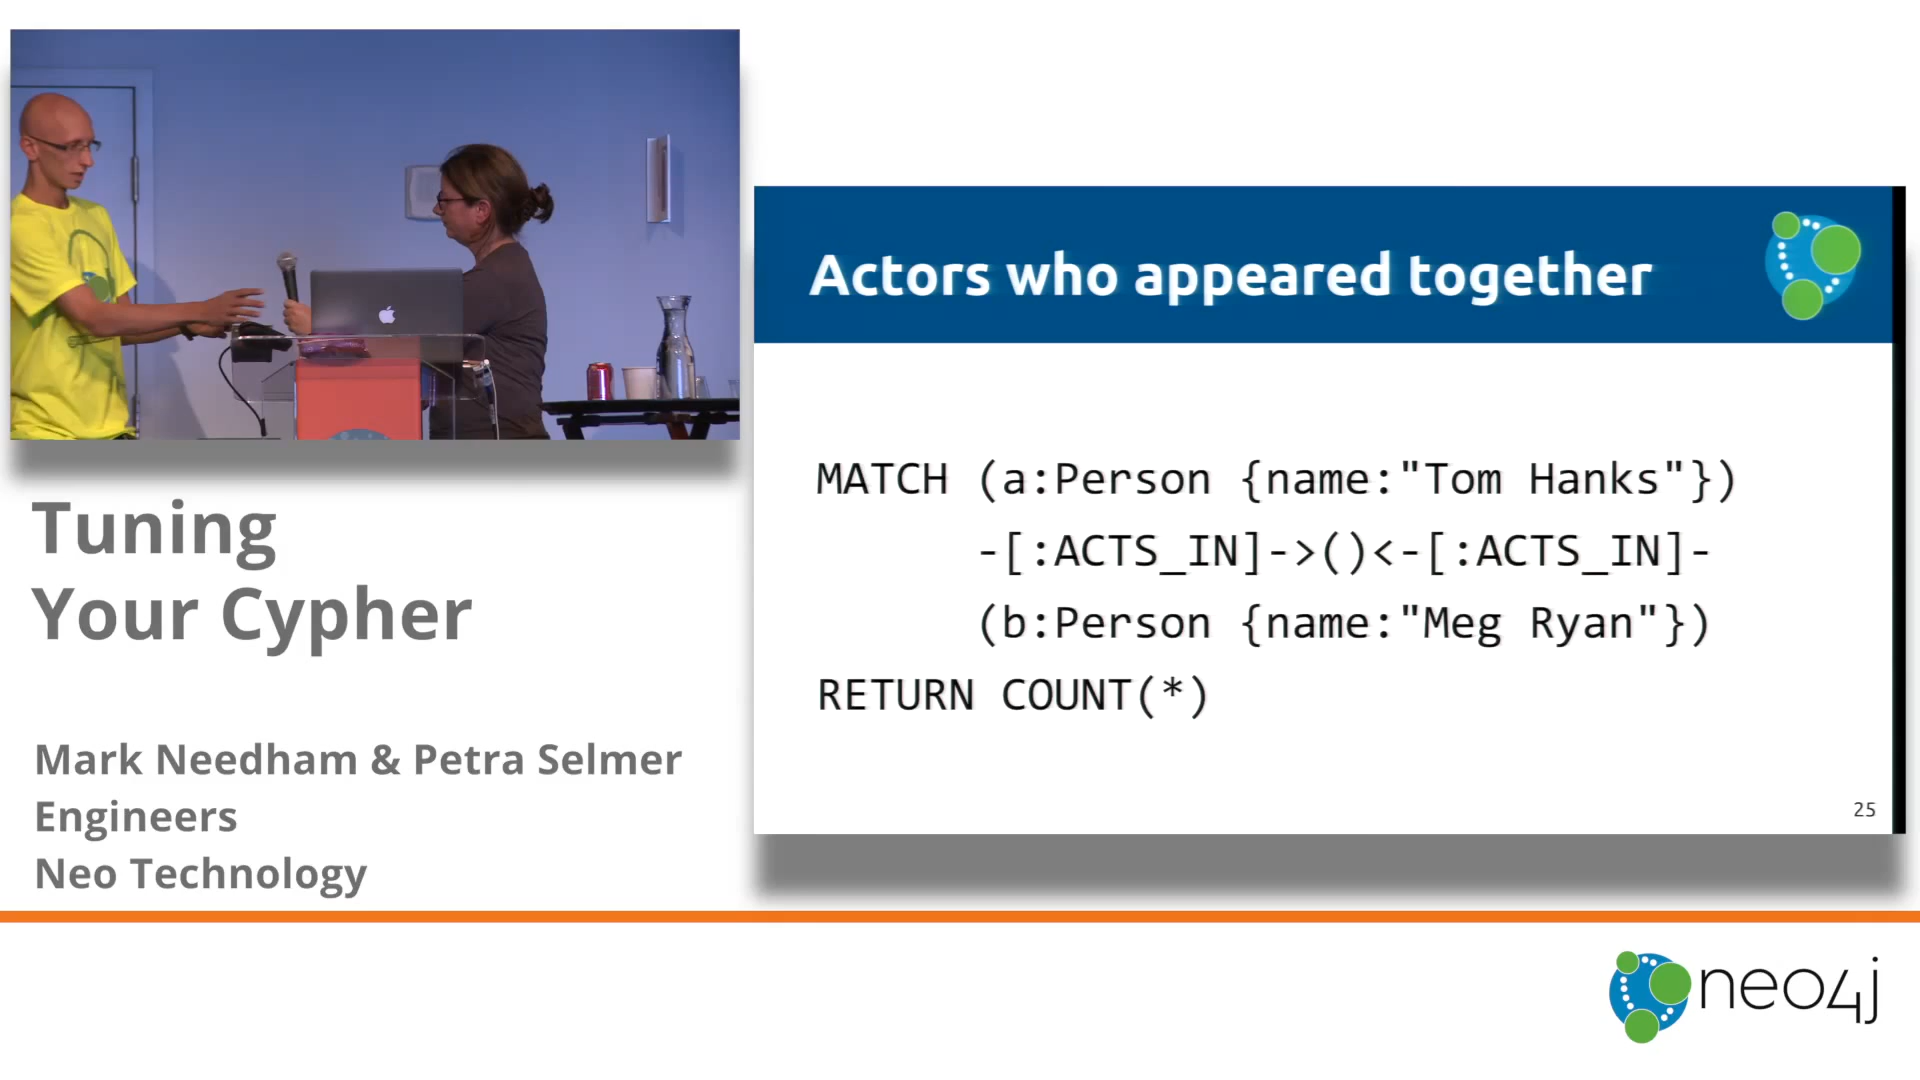 Tuning
Your Cypher
Mark Needham & Petra Selmer
Engineers
Neo Technology
Actors who appeared together
MATCH (a:Person {name:"Tom Hanks"})
-[:ACTS_IN]->()<-[:ACTS_IN]-
(b:Person {name:"Meg Ryan"})
RETURN COUNT(*)
25
neo4j